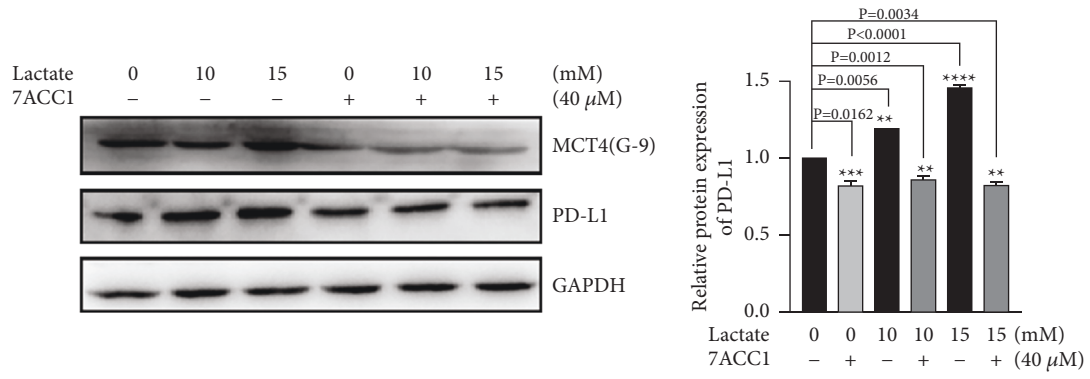 Lactate 0 10 15 0 10 15 (mM)
7ACC1 − − − + + + (40 μM)
MCT4(G-9)
PD-L1
GAPDH
P=0.0034
P<0.0001
P=0.0012
P=0.0056
P=0.0162
Relative protein expression
of PD-L1
1.5
1.0
0.5
0.0
*** ** ** **** **
Lactate 0 0 10 10 15 15 (mM)
7ACC1 − + − + − + (40 μM)